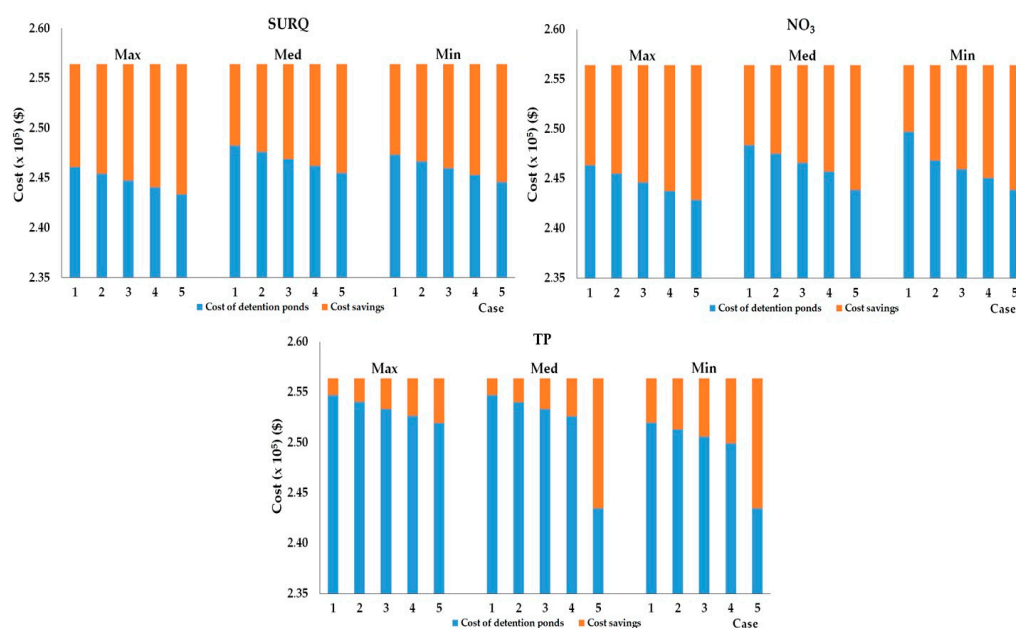 SURQ
Cost (x 10⁵) ($)
2.60
2.55
2.50
2.45
2.40
2.35
Max Med Min
1 2 3 4 5 1 2 3 4 5 1 2 3 4 5
Cost of detention ponds Cost savings Case
NO₃
Cost (x 10⁵) ($)
2.60
2.55
2.50
2.45
2.40
2.35
Max Med Min
1 2 3 4 5 1 2 3 4 5 1 2 3 4 5
Cost of detention ponds Cost savings Case
TP
Cost (x 10⁵) ($)
2.60
2.55
2.50
2.45
2.40
2.35
Max Med Min
1 2 3 4 5 1 2 3 4 5 1 2 3 4 5
Cost of detention ponds Cost savings Case